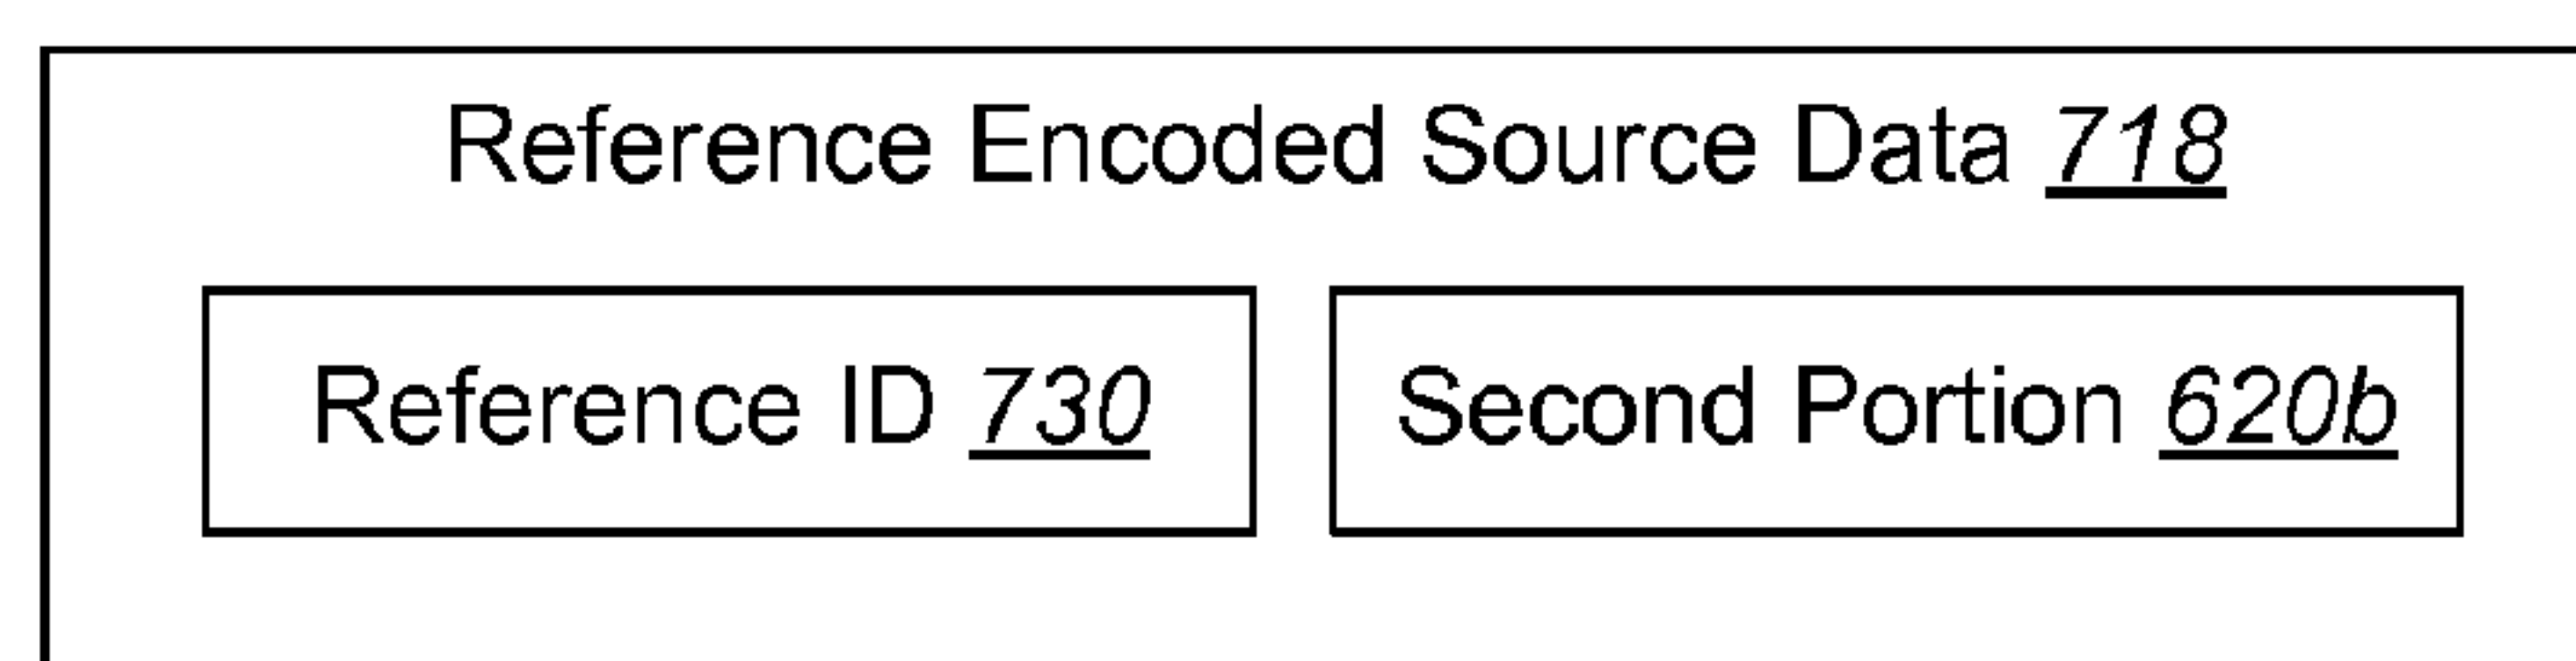 Reference Encoded Source Data 718
Reference ID 730
Second Portion 620b